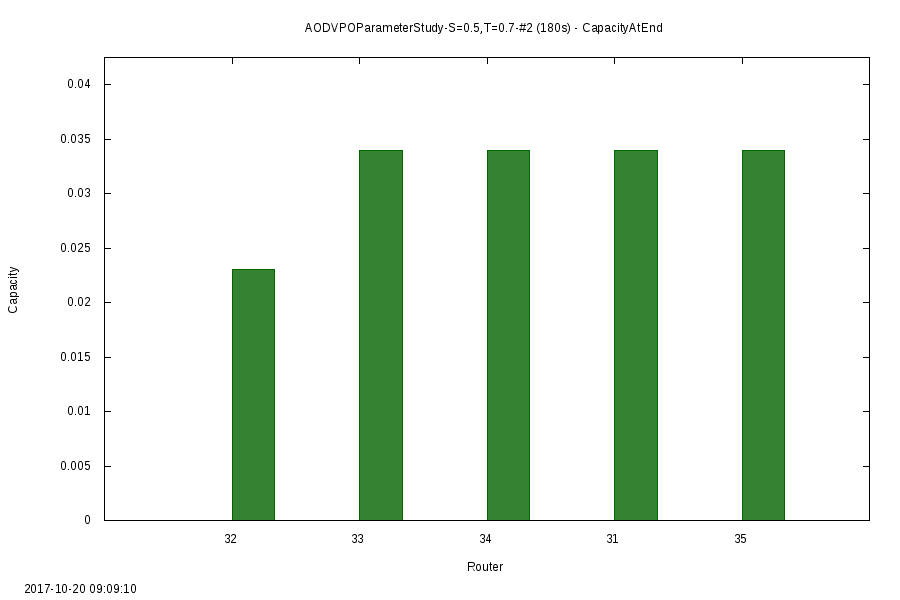 AODVPOParameterStudy-S=0.5,T=0.7-#2 (180s) - CapacityAtEnd
0.04
0.035
0.03
0.025
0.02
0.015
0.01
0.005
0
Capacity
32 33 34 31 35
Router
2017-10-20 09:09:10